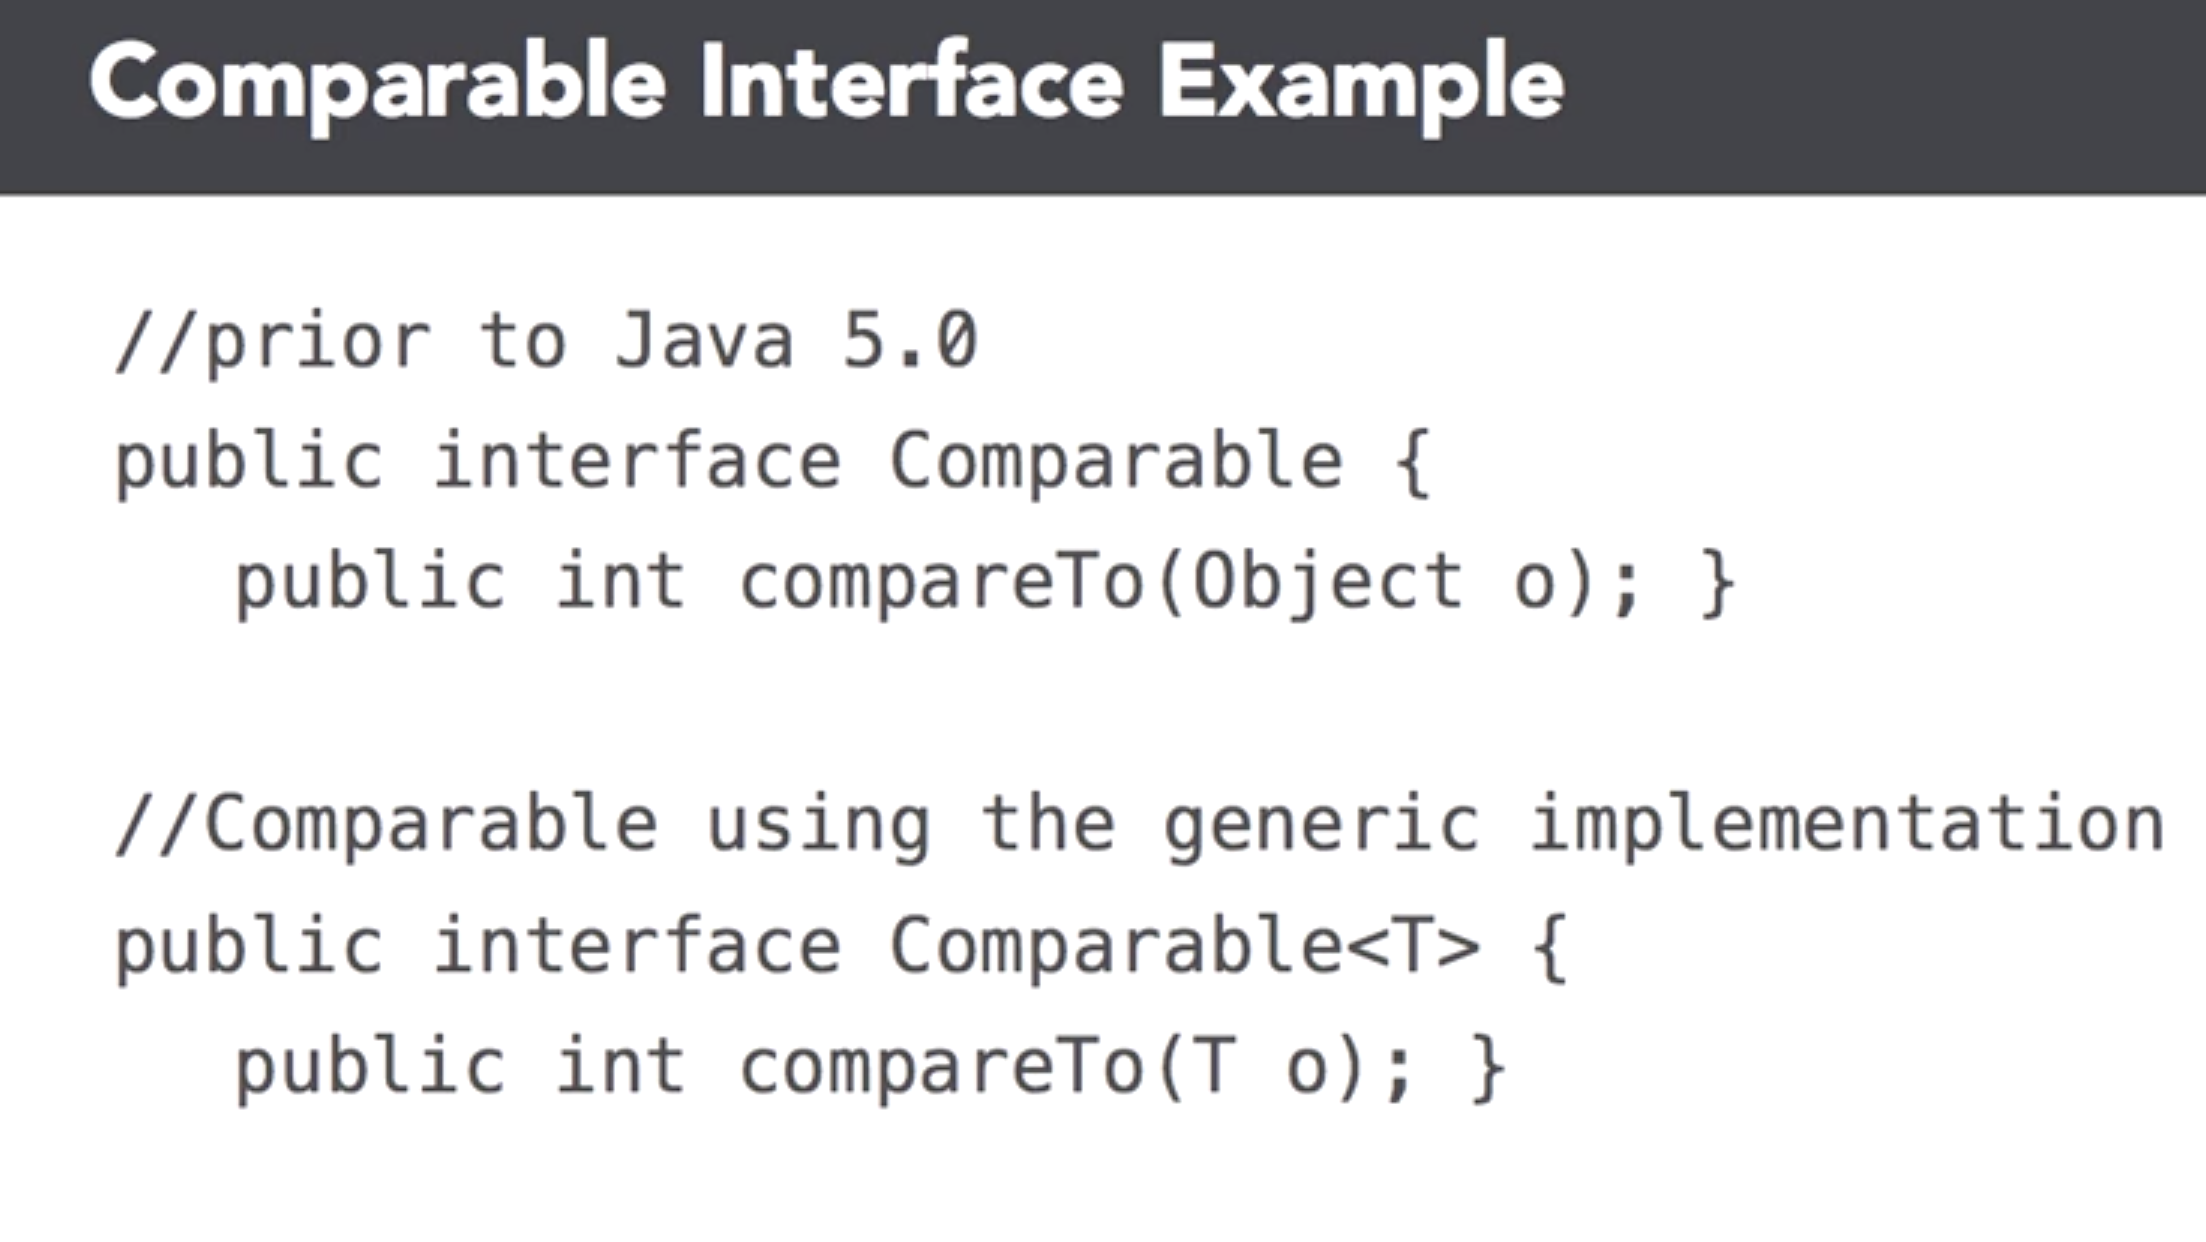 Comparable Interface Example
//prior to Java 5.0
public interface Comparable {
public int compareTo(Object o); }
//Comparable using the generic implementation
public interface Comparable<T> {
public int compareTo(T o); }